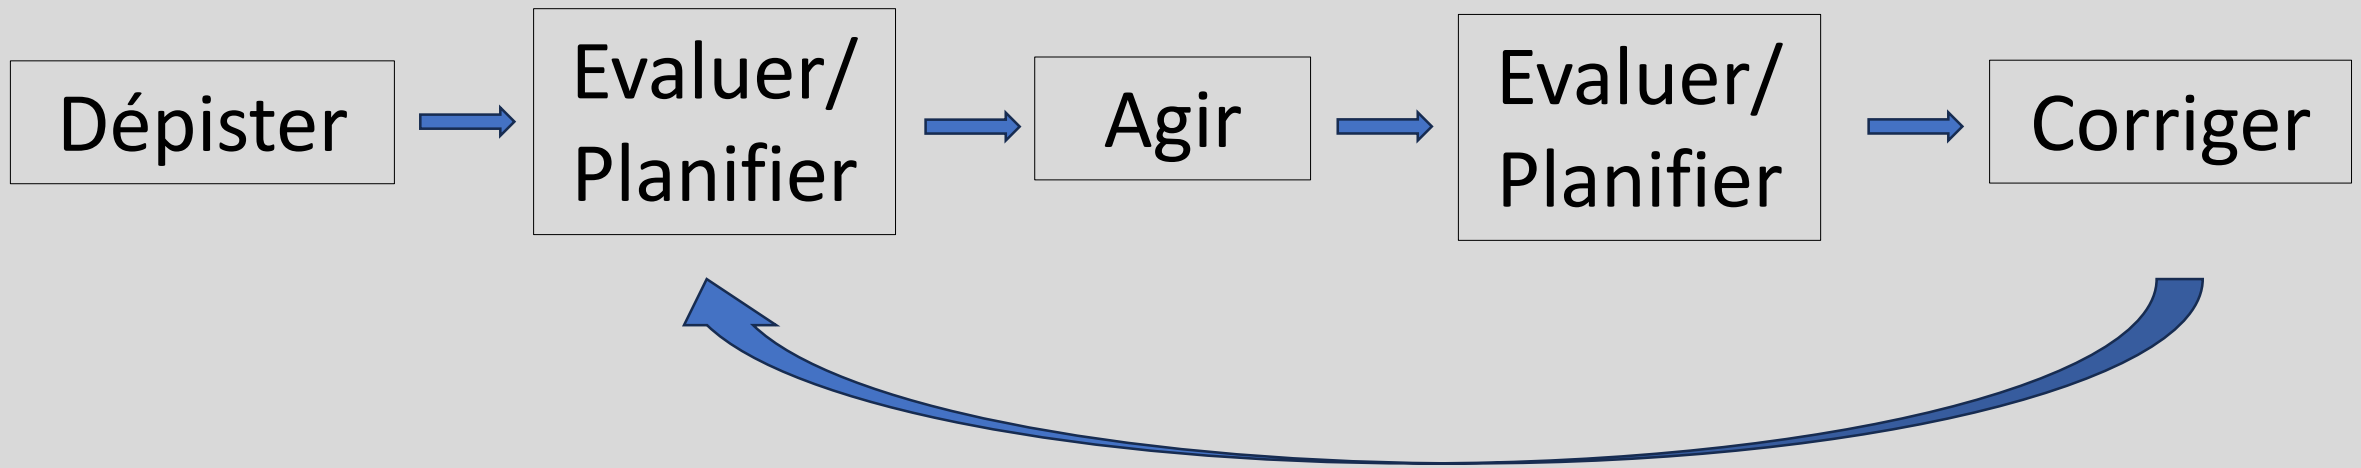 Dépister
Evaluer/
Planifier
Agir
Evaluer/
Planifier
Corriger